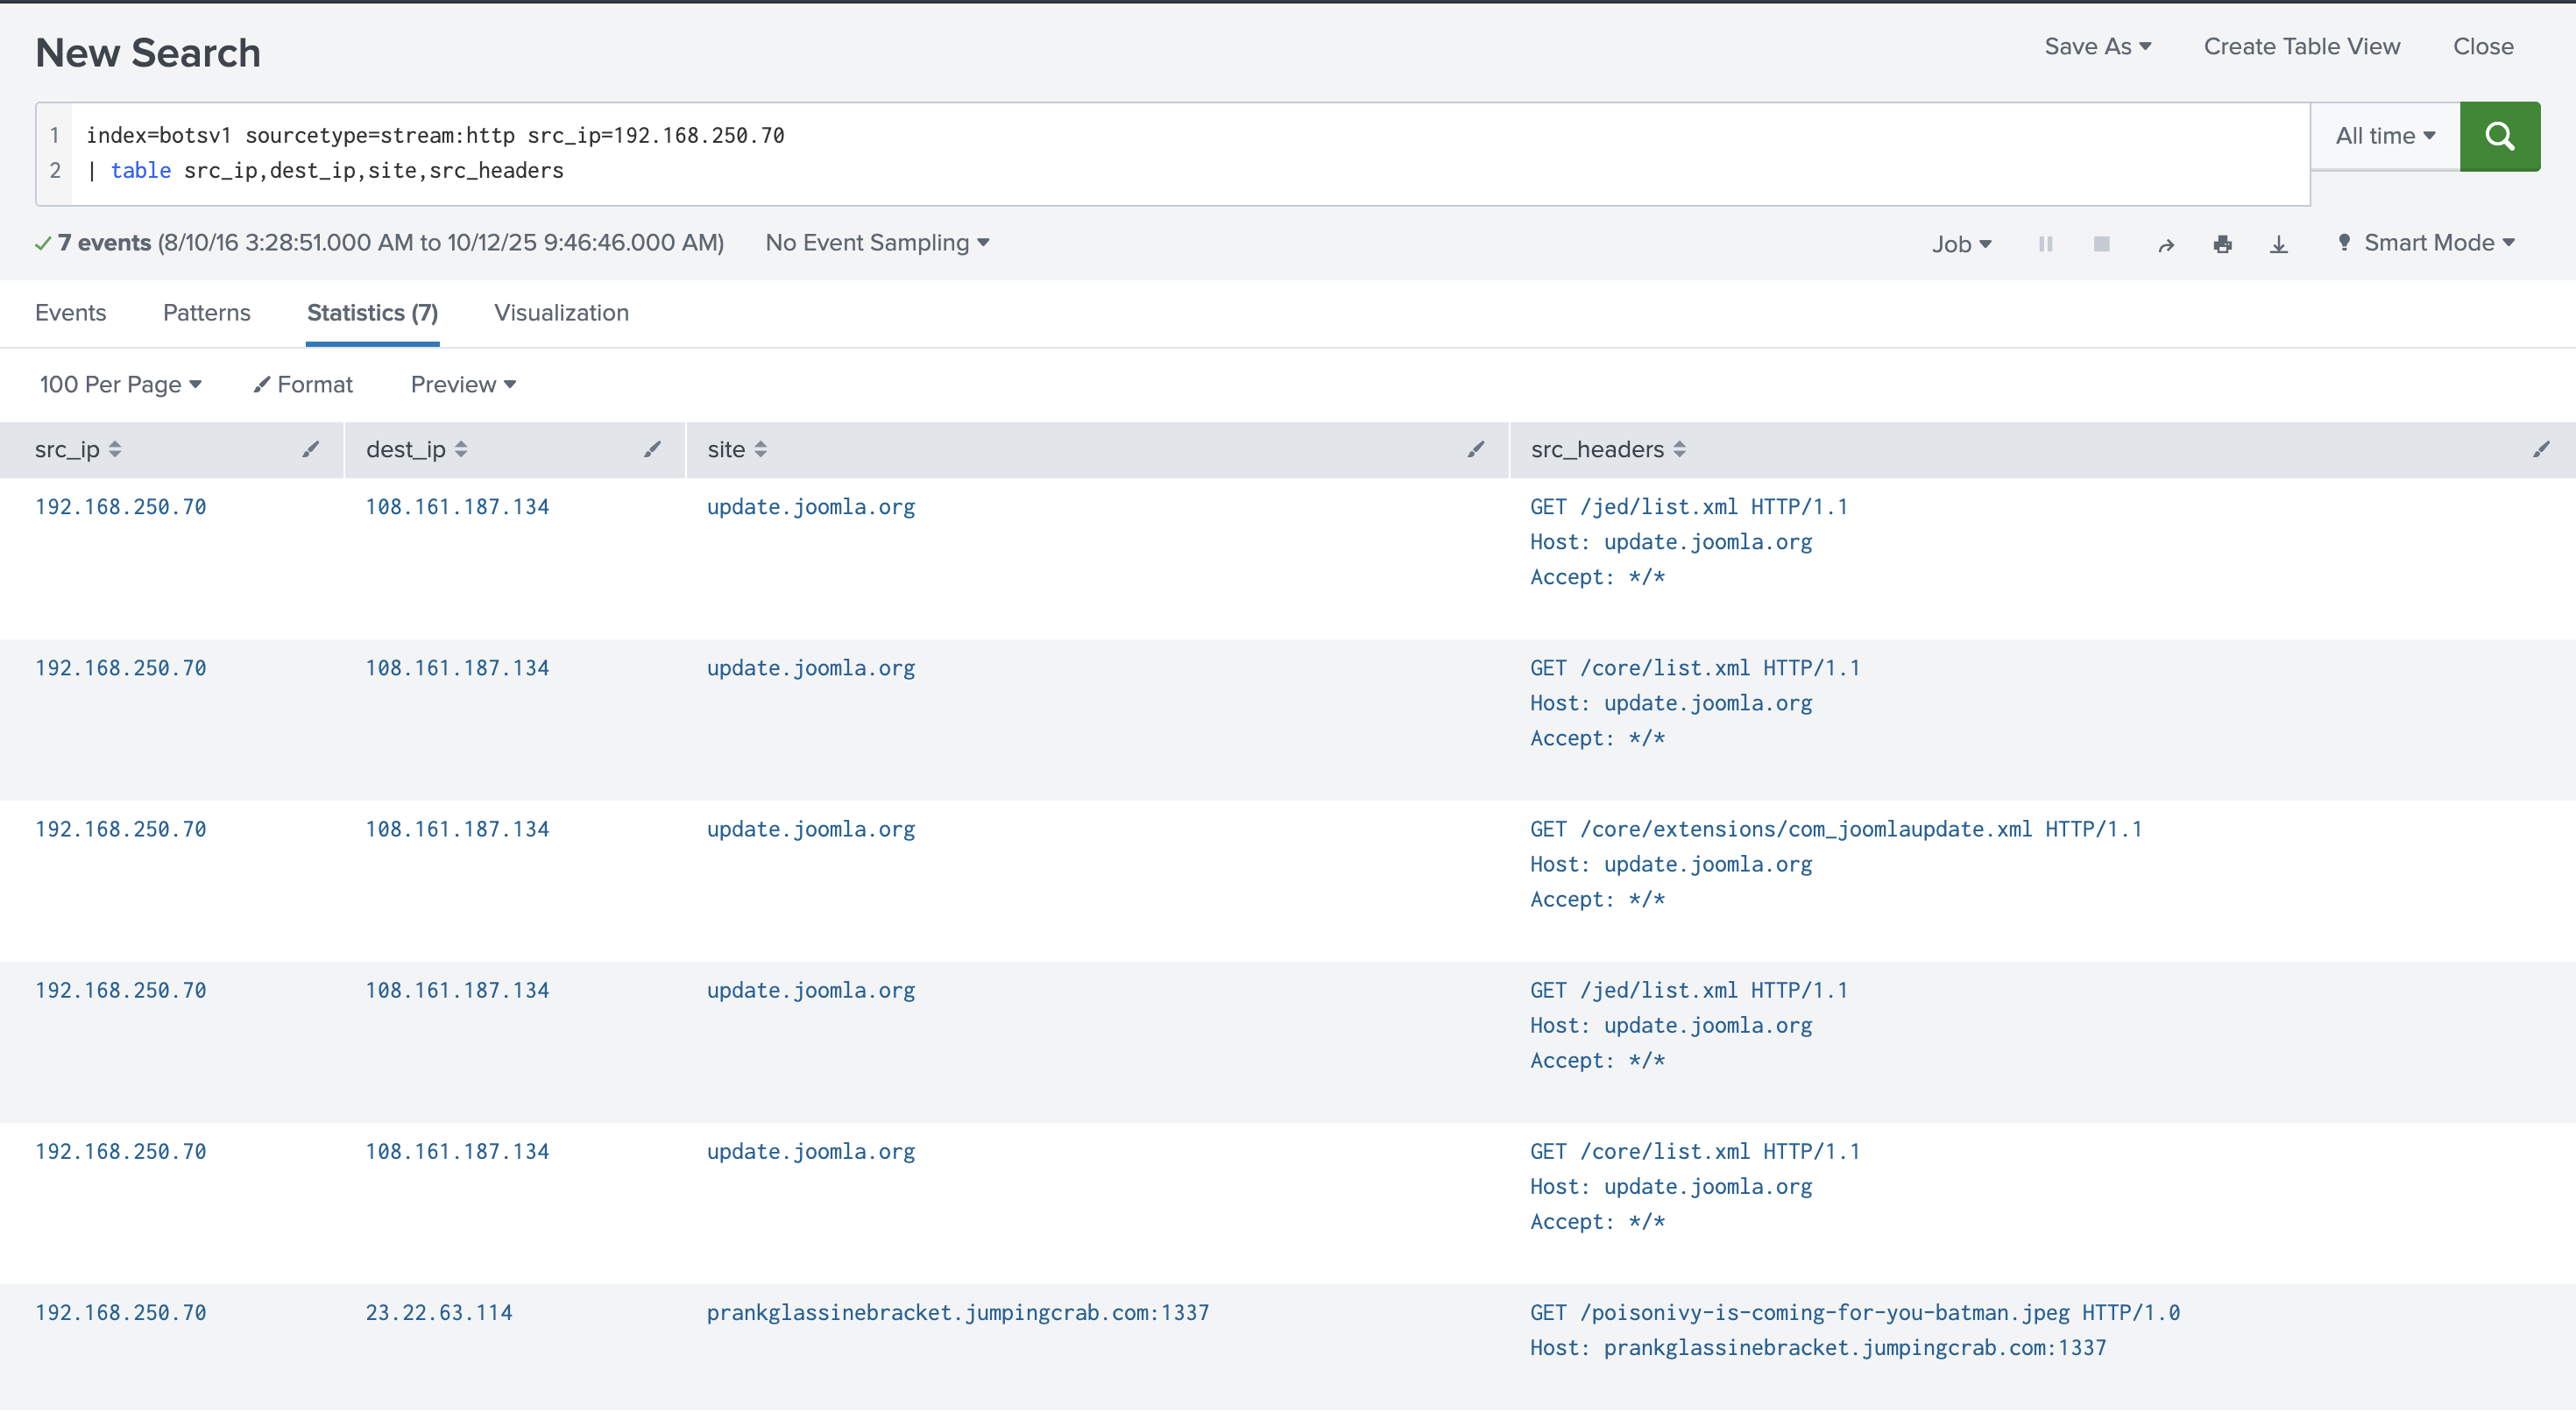 New Search
Save As
Create Table View
Close
1 index=botsv1 sourcetype=stream:http src_ip=192.168.250.70
2 | table src_ip,dest_ip,site,src_headers
All time
7 events (8/10/16 3:28:51.000 AM to 10/12/25 9:46:46.000 AM)
No Event Sampling
Job
Smart Mode
Events
Patterns
Statistics (7)
Visualization
100 Per Page
Format
Preview
src_ip
dest_ip
site
src_headers
192.168.250.70
108.161.187.134
update.joomla.org
GET /jed/list.xml HTTP/1.1
Host: update.joomla.org
Accept: */*
192.168.250.70
108.161.187.134
update.joomla.org
GET /core/list.xml HTTP/1.1
Host: update.joomla.org
Accept: */*
192.168.250.70
108.161.187.134
update.joomla.org
GET /core/extensions/com_joomlaupdate.xml HTTP/1.1
Host: update.joomla.org
Accept: */*
192.168.250.70
108.161.187.134
update.joomla.org
GET /jed/list.xml HTTP/1.1
Host: update.joomla.org
Accept: */*
192.168.250.70
108.161.187.134
update.joomla.org
GET /core/list.xml HTTP/1.1
Host: update.joomla.org
Accept: */*
192.168.250.70
23.22.63.114
prankglassinebracket.jumpingcrab.com:1337
GET /poisonivy-is-coming-for-you-batman.jpeg HTTP/1.0
Host: prankglassinebracket.jumpingcrab.com:1337